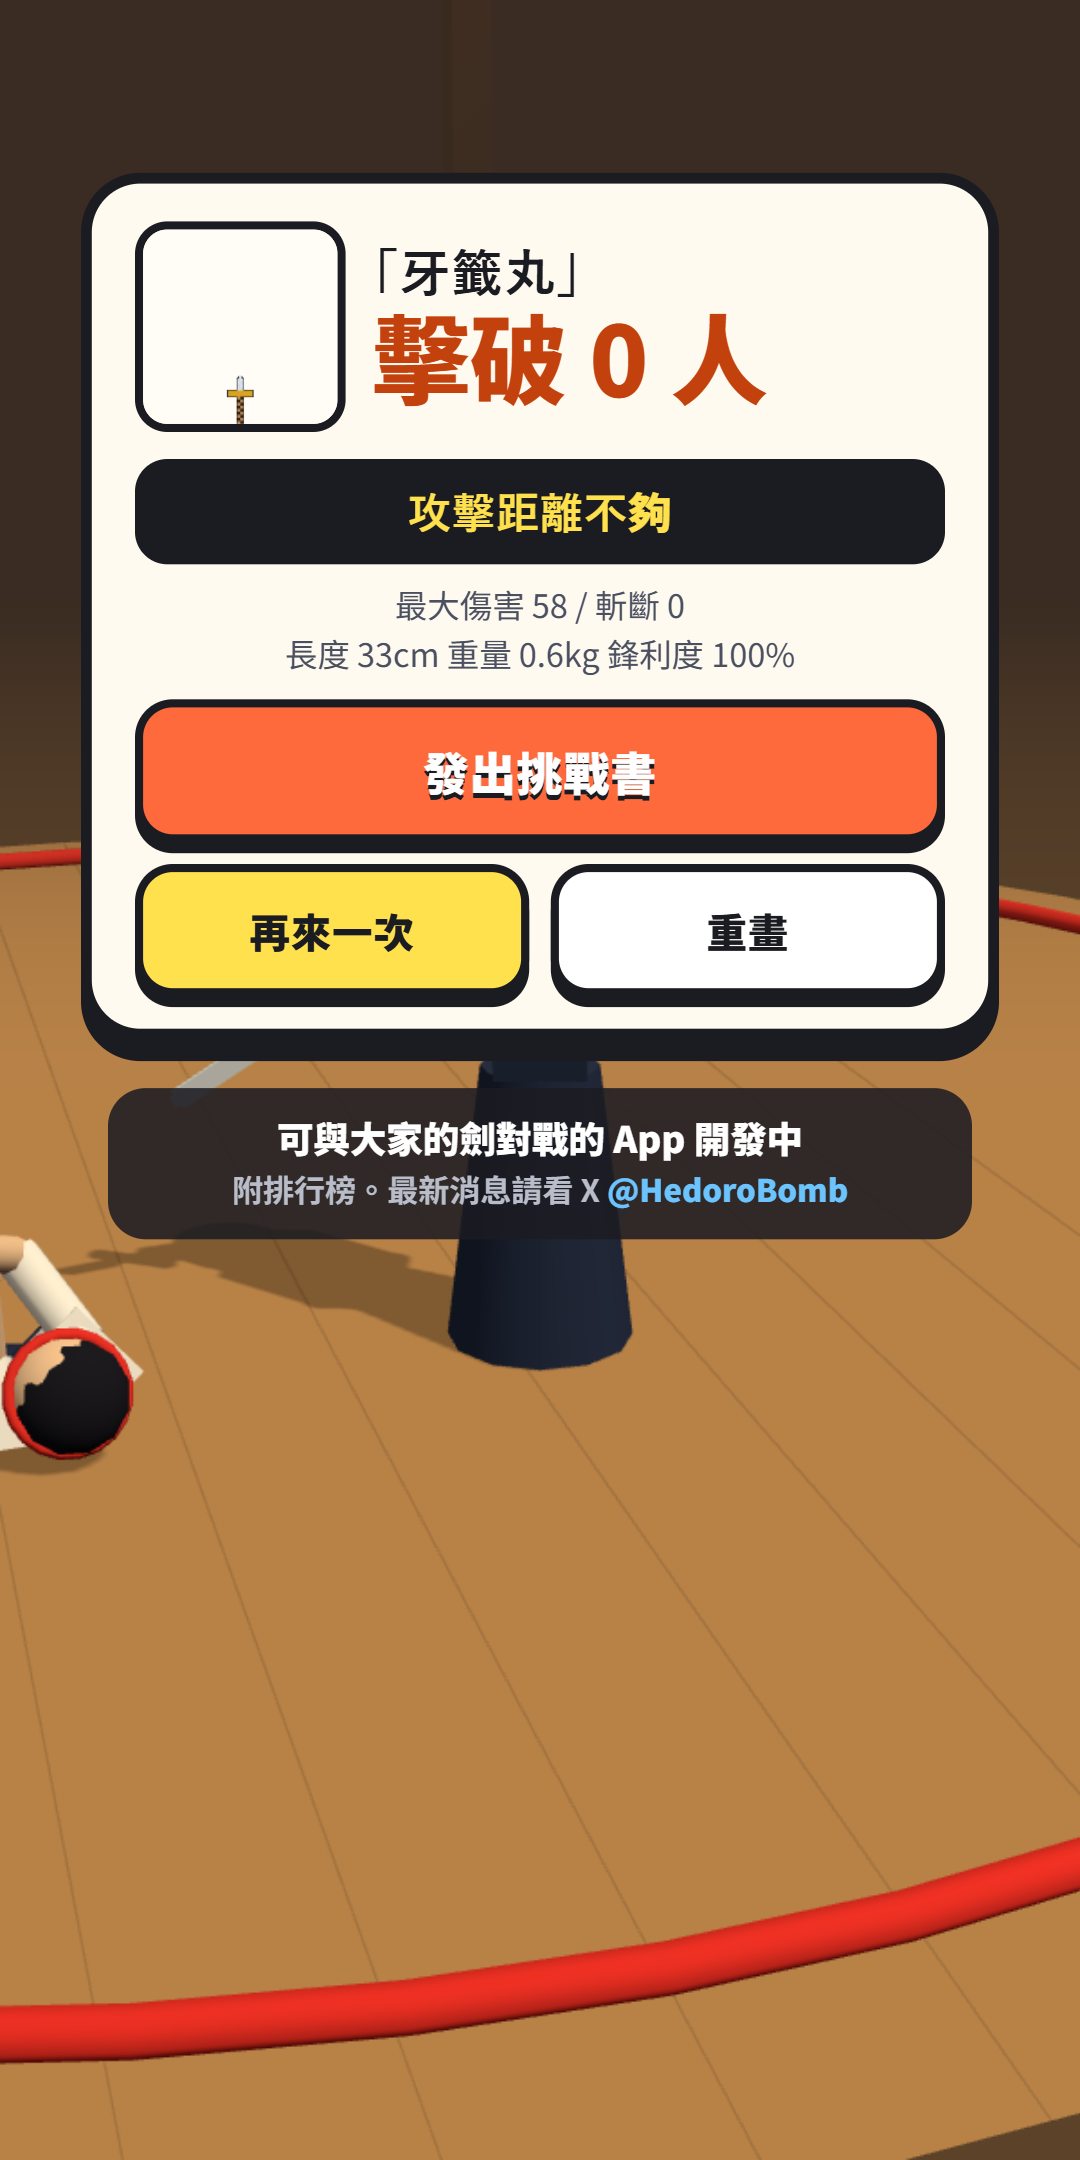 「牙籤丸」
擊破 0 人
攻擊距離不夠
最大傷害 58 / 斬斷 0
長度 33cm 重量 0.6kg 鋒利度 100%
發出挑戰書
再來一次
重畫
可與大家的劍對戰的 App 開發中
附排行榜。最新消息請看 X @HedoroBomb